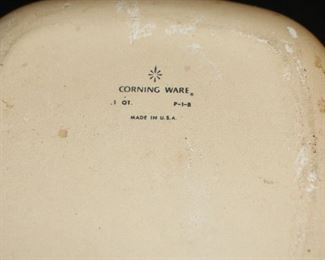 CORNING WARE®
1 QT. P-1-B
MADE IN U.S.A.